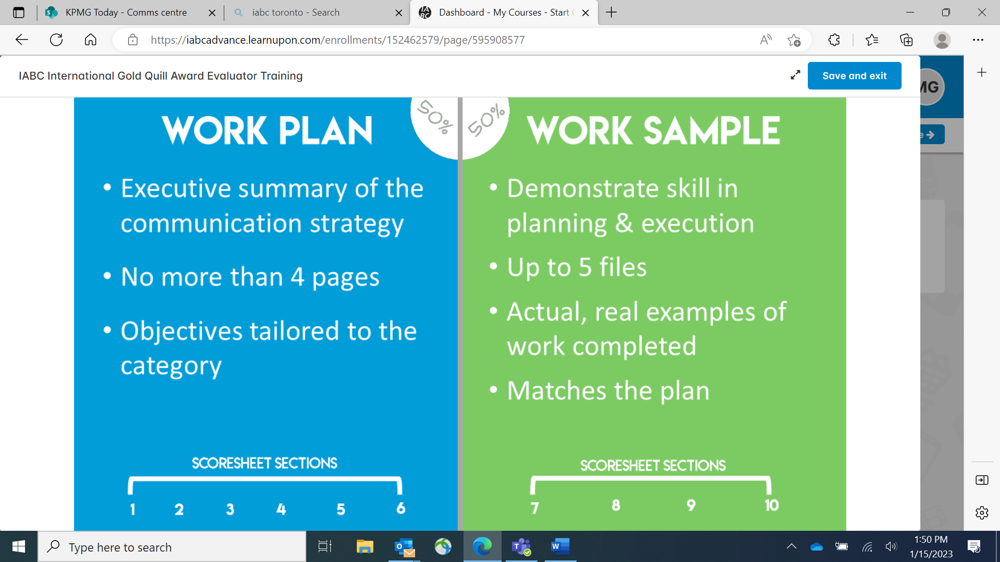 KPMG Today - Comms centre
iabc toronto - Search
IA
BC
Dashboard - My Courses - Start
https://iabcadvance.learnupon.com/enrollments/152462579/page/595908577
IABC International Gold Quill Award Evaluator Training
Save and exit
MG
e
WORK PLAN
50%
• Executive summary of the
communication strategy
• No more than 4 pages
• Objectives tailored to the
category
SCORESHEET SECTIONS
1 2 3 4 5 6
50%
WORK SAMPLE
• Demonstrate skill in
planning & execution
• Up to 5 files
• Actual, real examples of
work completed
• Matches the plan
SCORESHEET SECTIONS
7 8 9 10
Type here to search
1:50 PM
1/15/2023